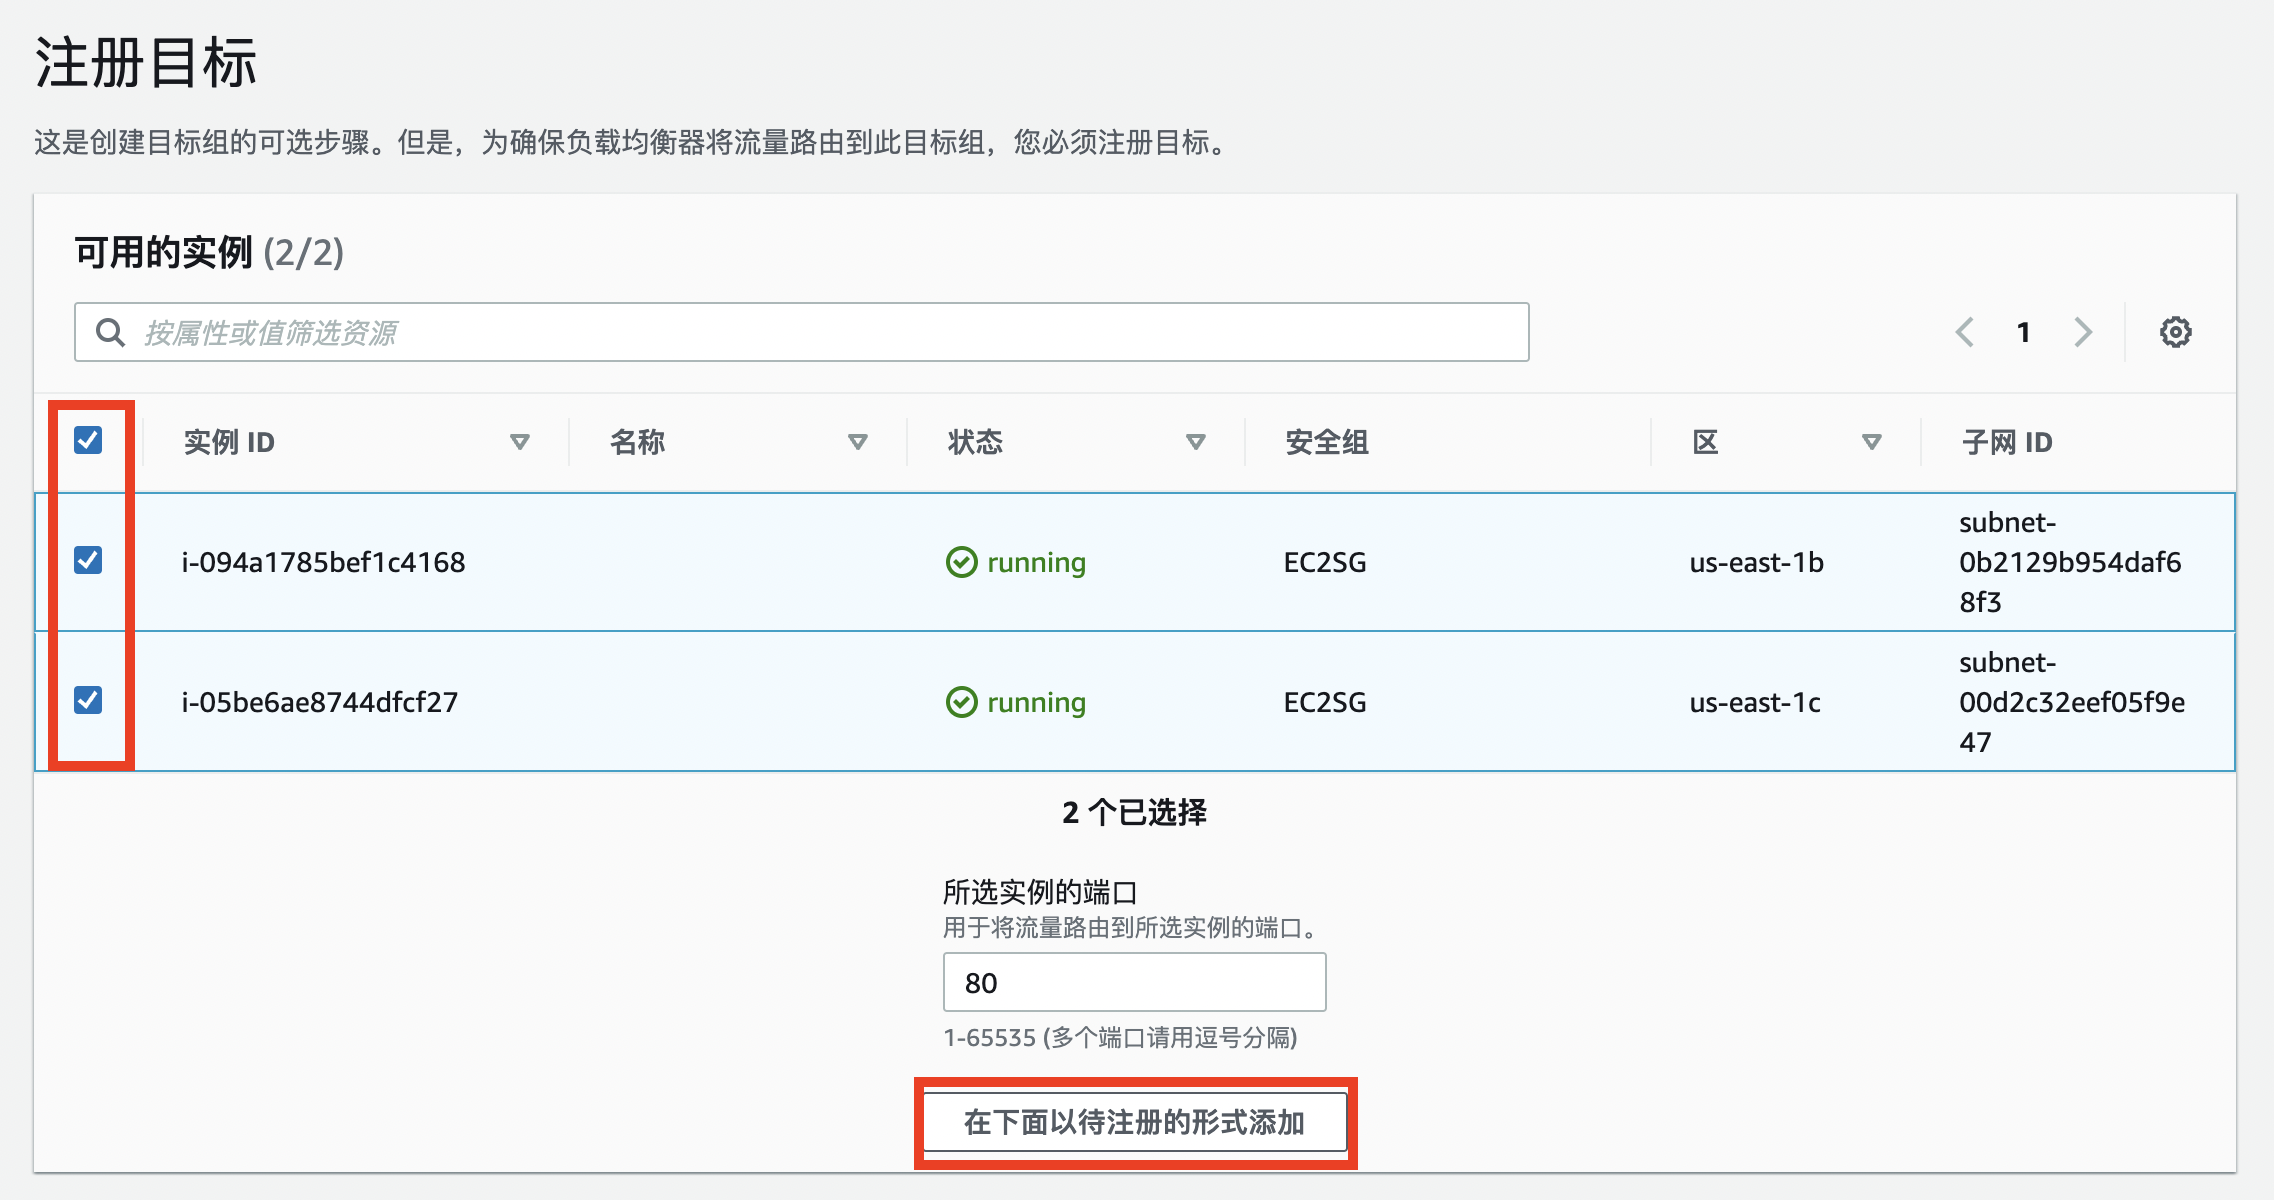 注册目标
这是创建目标组的可选步骤。但是，为确保负载均衡器将流量路由到此目标组，您必须注册目标。
可用的实例 (2/2)
按属性或值筛选资源
1
实例 ID 名称 状态 安全组 区 子网 ID
i-094a1785bef1c4168 running EC2SG us-east-1b subnet-
0b2129b954daf6
8f3
i-05be6ae8744dfcf27 running EC2SG us-east-1c subnet-
00d2c32eef05f9e
47
2 个已选择
所选实例的端口
用于将流量路由到所选实例的端口。
80
1-65535 (多个端口请用逗号分隔)
在下面以待注册的形式添加